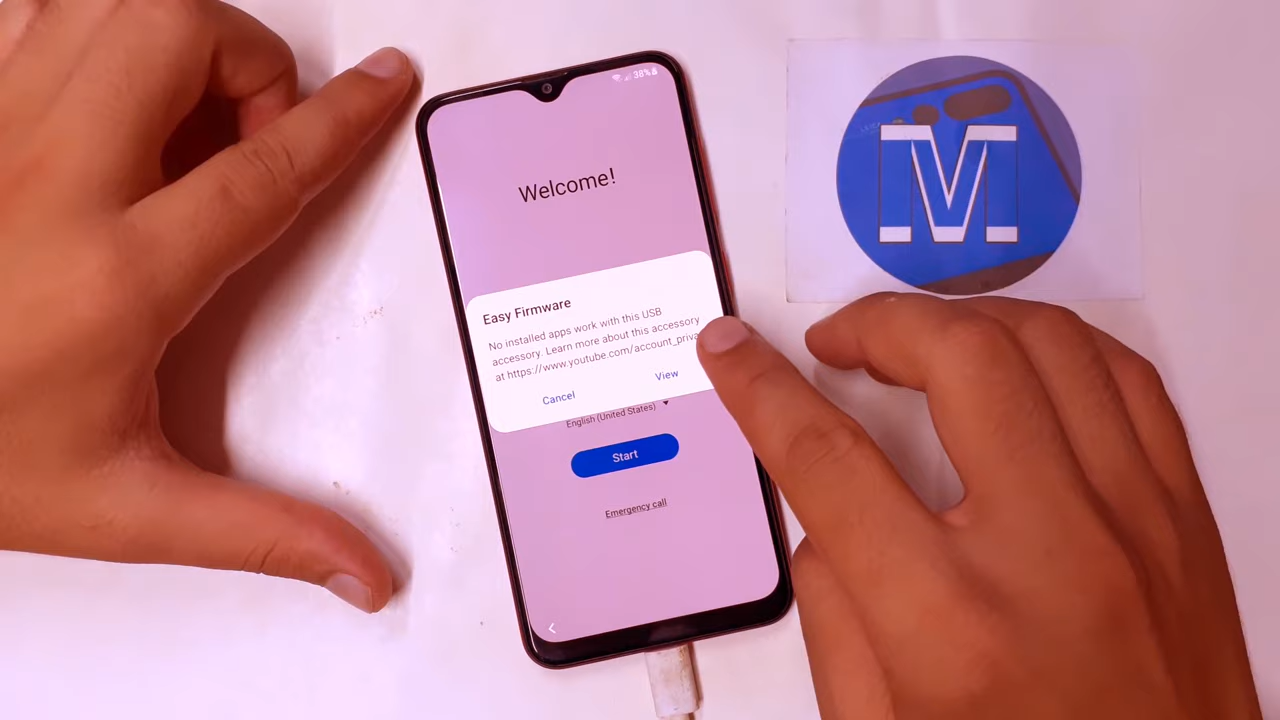 38%
Welcome!
Easy Firmware
No installed apps work with this USB
accessory. Learn more about this accessory
at https://www.youtube.com/account_priva
Cancel
View
English (United States)
Start
Emergency call
M